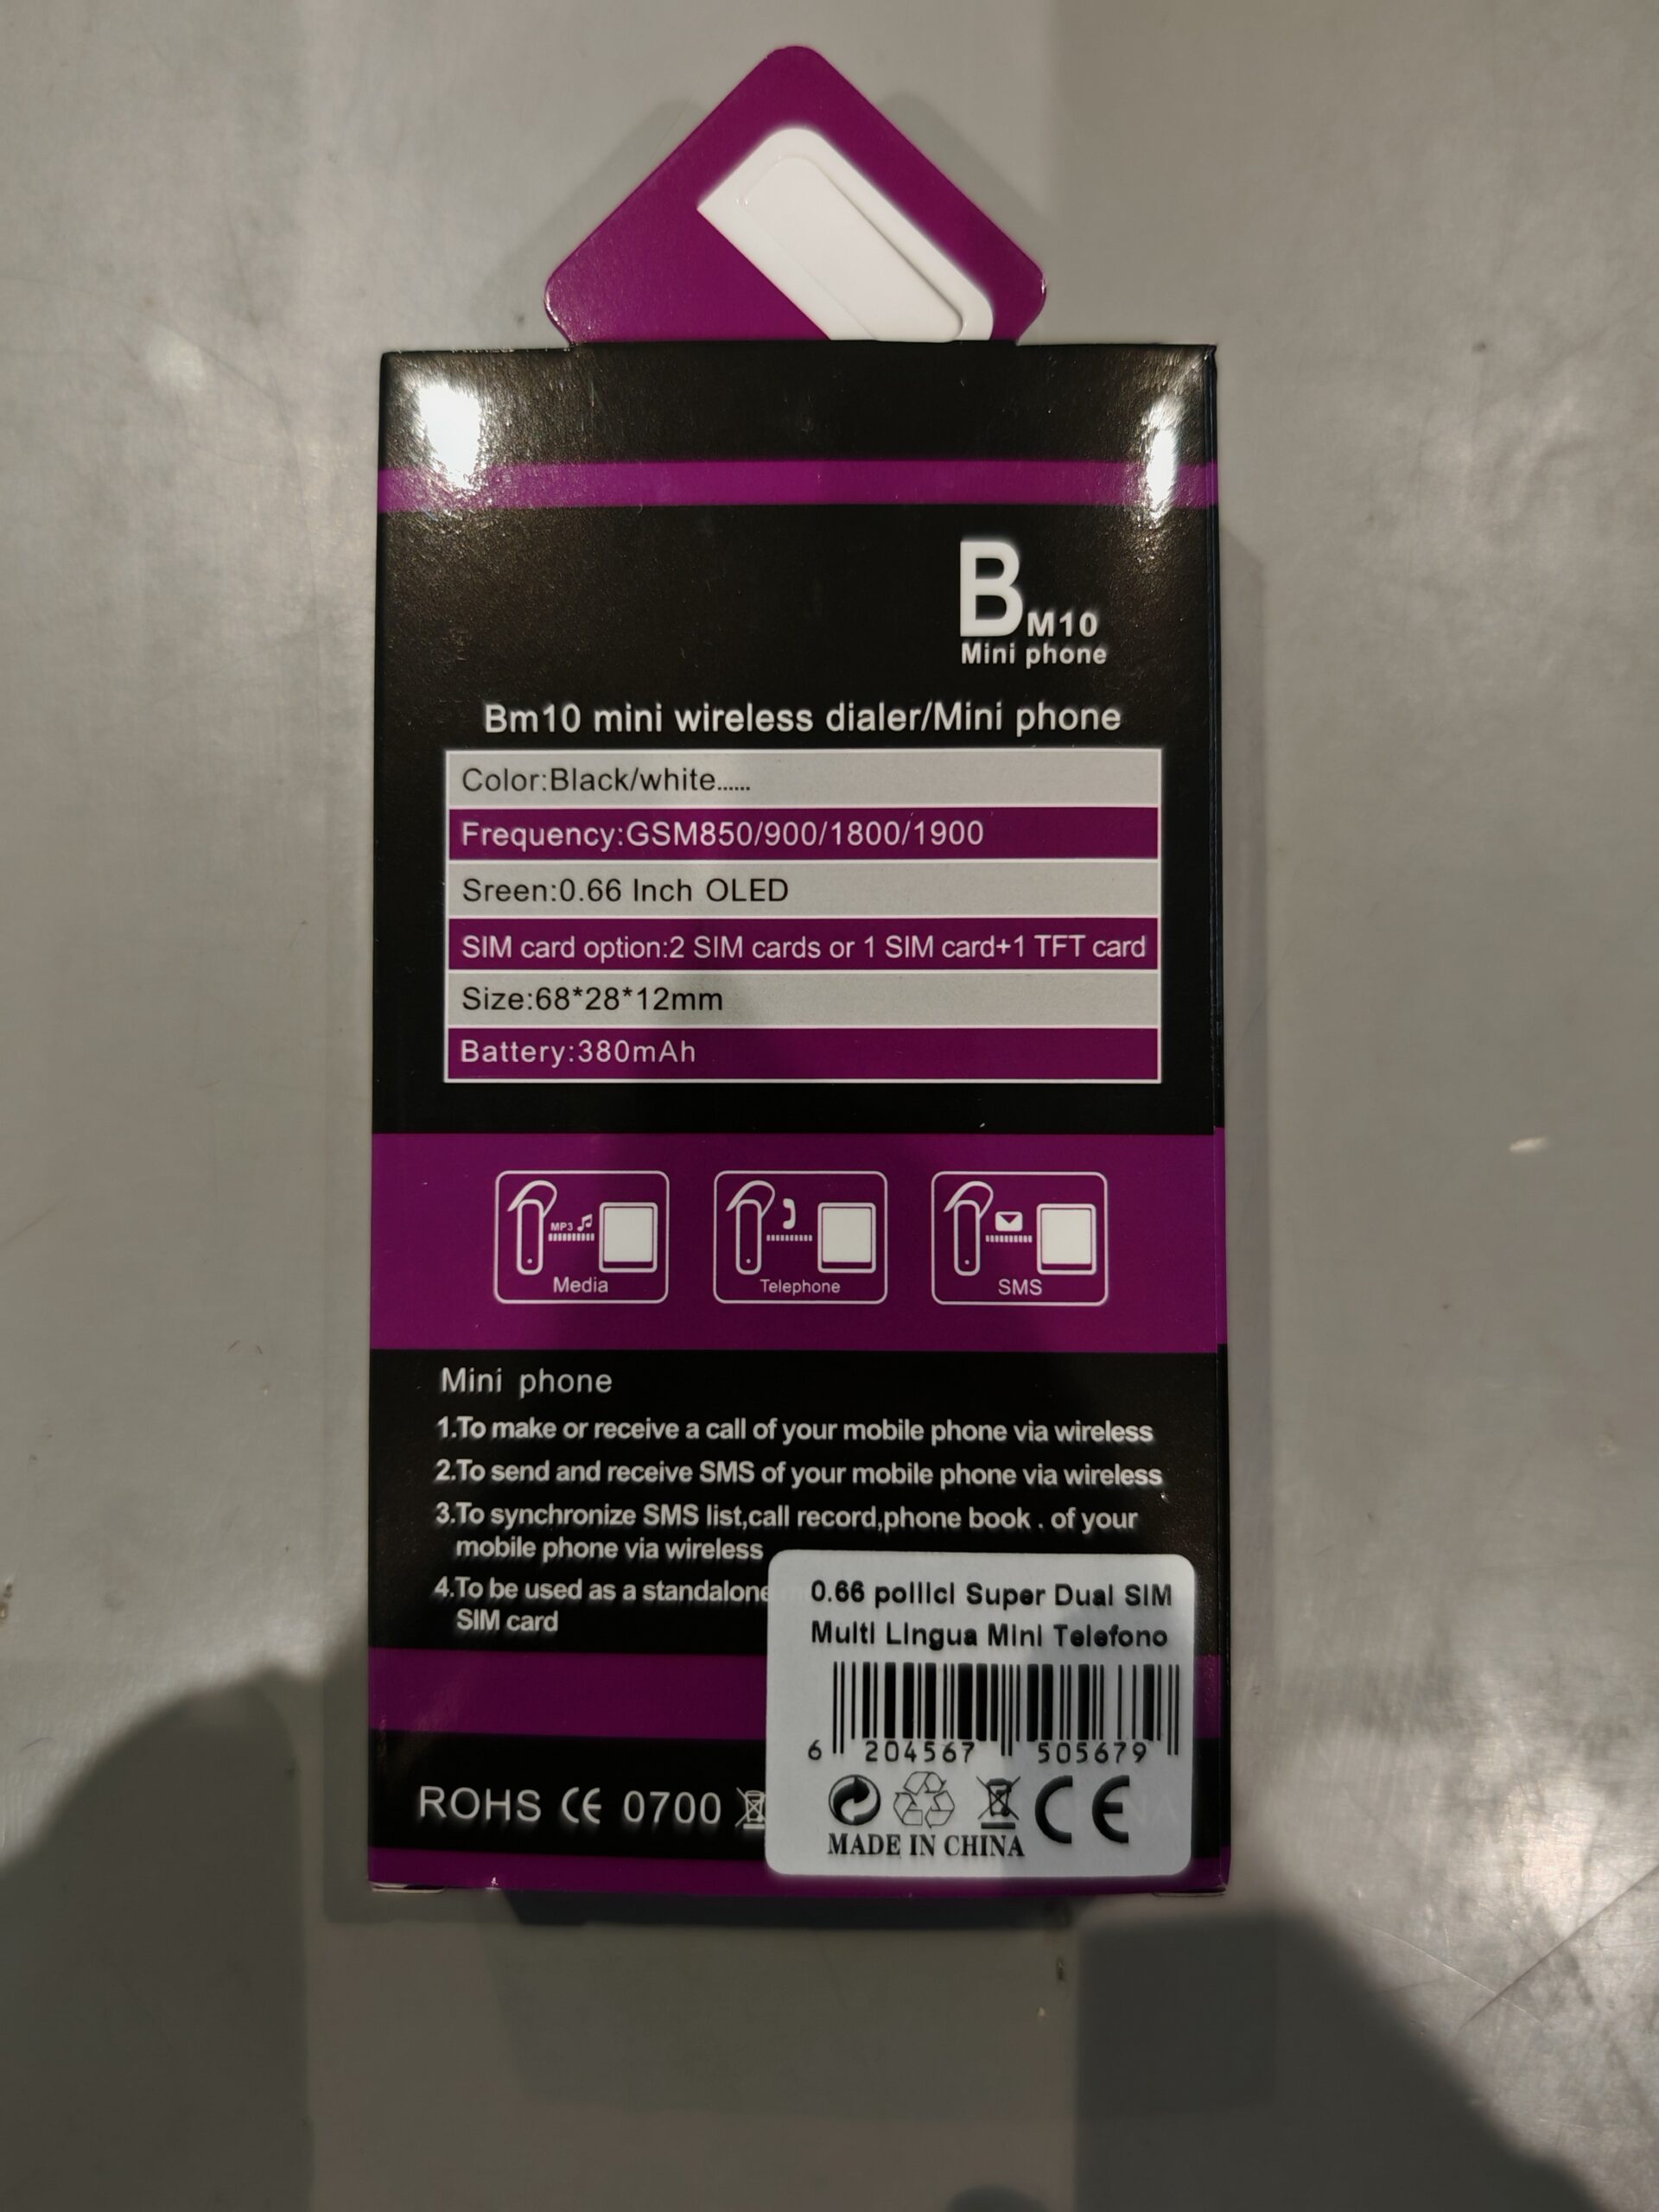 B M10
Mini phone
Bm10 mini wireless dialer/Mini phone
Color:Black/white......
Frequency:GSM850/900/1800/1900
Sreen:0.66 Inch OLED
SIM card option:2 SIM cards or 1 SIM card+1 TFT card
Size:68*28*12mm
Battery:380mAh
MP3
Media
Telephone
SMS
Mini phone
1.To make or receive a call of your mobile phone via wireless
2.To send and receive SMS of your mobile phone via wireless
3.To synchronize SMS list,call record,phone book . of your
mobile phone via wireless
4.To be used as a standalone
SIM card
0.66 pollici Super Dual SIM
Multi Lingua Mini Telefono
6 204567 505679
ROHS CE 0700
CE
MADE IN CHINA